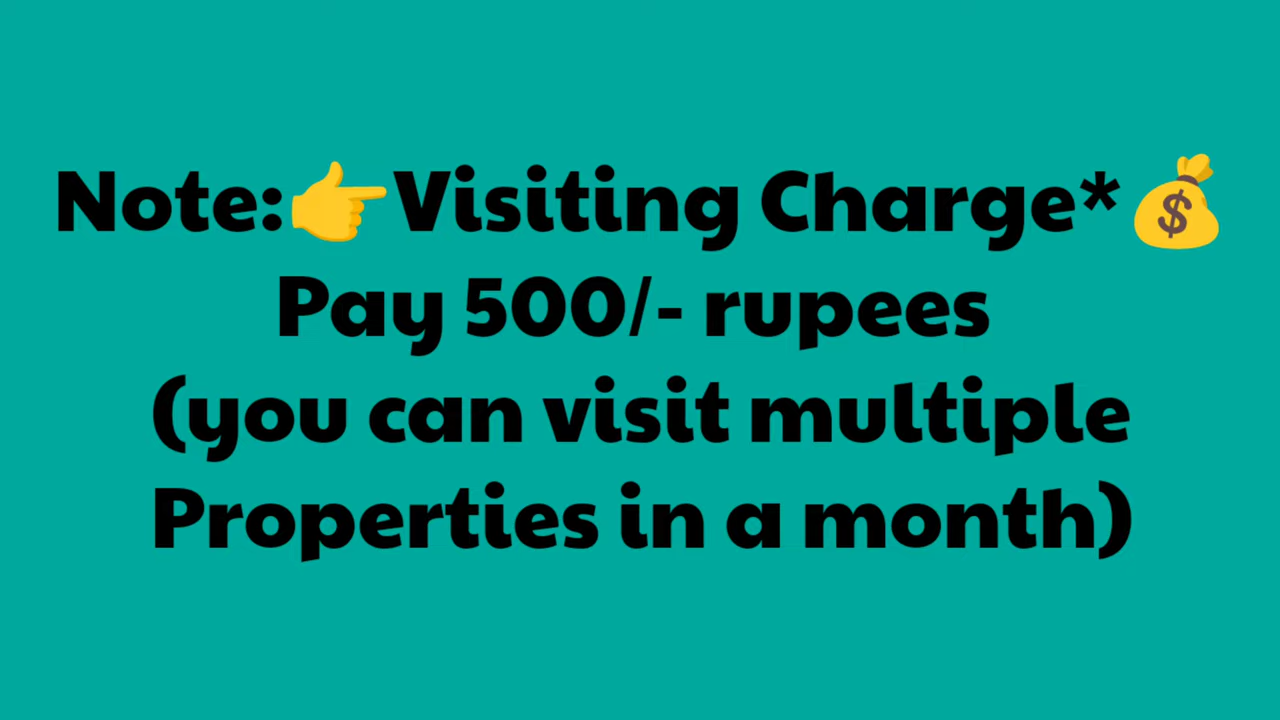 Note:👉Visiting Charge*💰
Pay 500/- rupees
(you can visit multiple
Properties in a month)